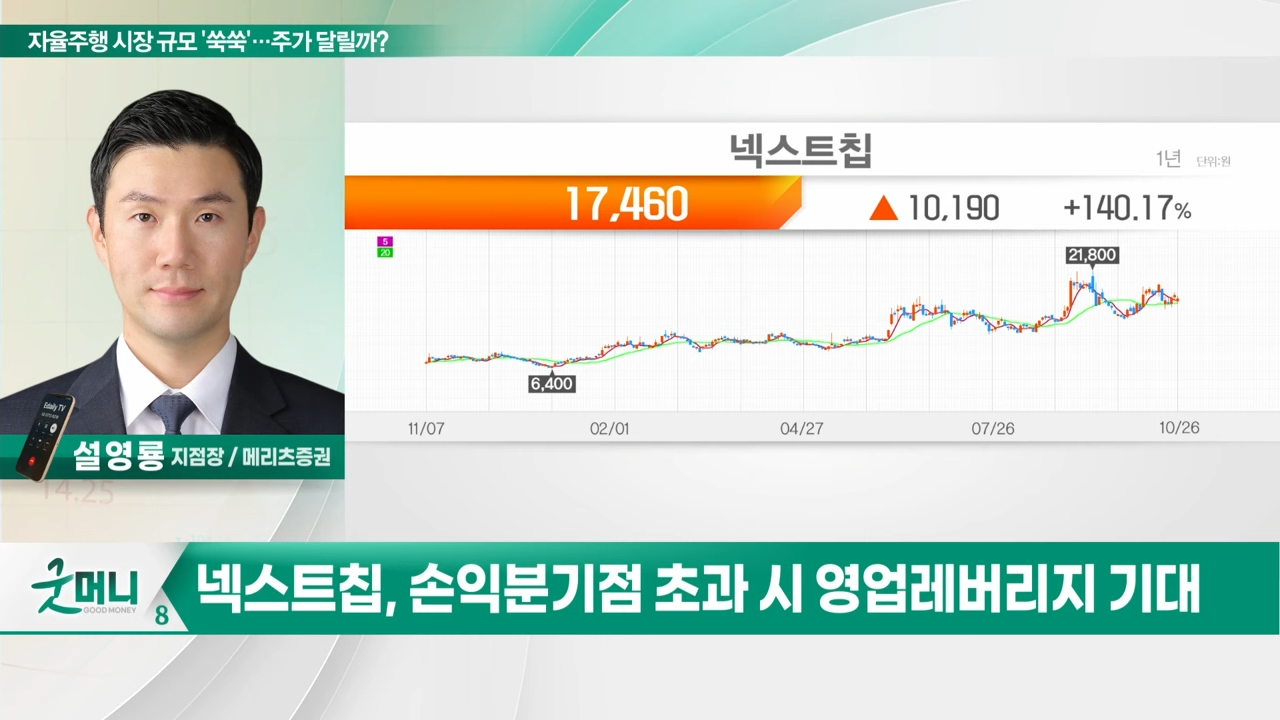 자율주행 시장 규모 '쑥쑥'…주가 달릴까?
넥스트칩
1년 단위:원
17,460 ▲ 10,190 +140.17%
5
20
21,800
6,400
11/07 02/01 04/27 07/26 10/26
Edaily TV
설영룡 지점장 / 메리츠증권
14.25
굿머니
GOOD MONEY
8
넥스트칩, 손익분기점 초과 시 영업레버리지 기대